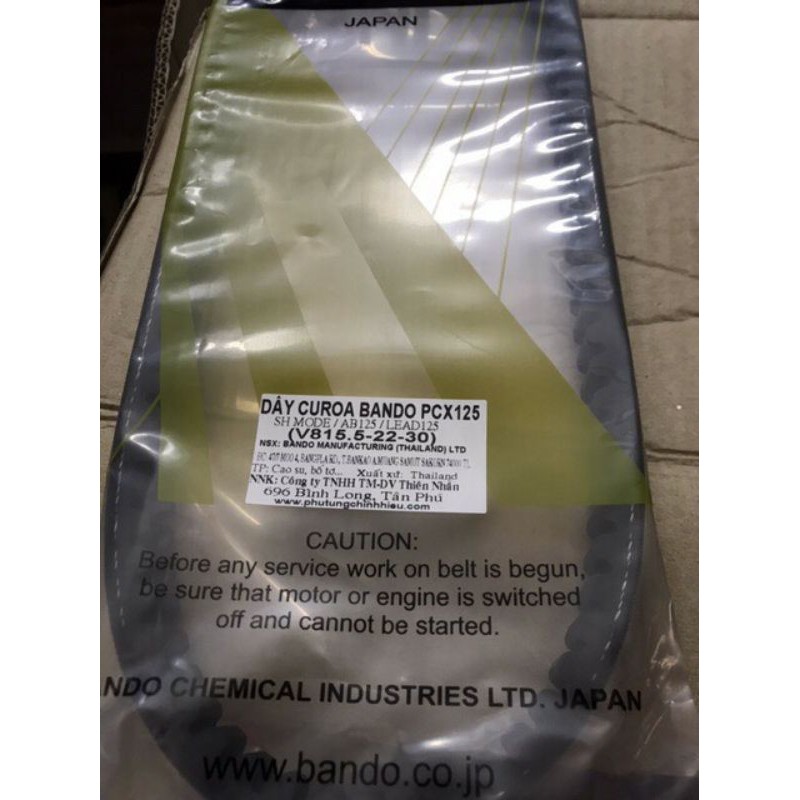 JAPAN
DÂY CUROA BANDO PCX125
SH MODE / AB125 / LEAD125
(V815.5-22-30)
NSX: BANDO MANUFACTURING (THAILAND) LTD
TP: Cao su, bố tơ... Xuất xứ: Thailand
NNK: Công ty TNHH TM-DV Thiên Nhân
696 Bình Long, Tân Phú
www.phutungchinhhieu.com
CAUTION:
Before any service work on belt is begun,
be sure that motor or engine is switched
off and cannot be started.
NDO CHEMICAL INDUSTRIES LTD. JAPAN
www.bando.co.jp